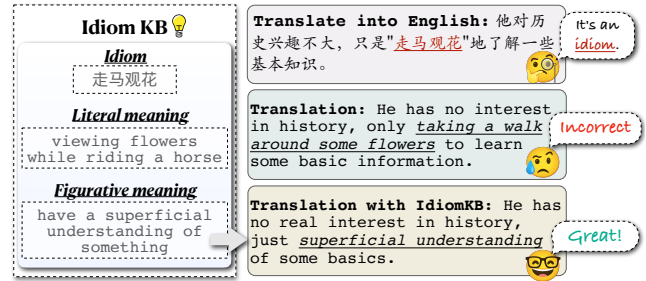 Idiom KB
Idiom
走马观花
Literal meaning
viewing flowers
while riding a horse
Figurative meaning
have a superficial
understanding of
something
Translate into English: 他对历
史兴趣不大，只是"走马观花"地了解一些
基本知识。
It's an
idiom.
Translation: He has no interest
in history, only taking a walk
around some flowers to learn
some basic information.
Incorrect
Translation with IdiomKB: He has
no real interest in history,
just superficial understanding
of some basics.
Great!